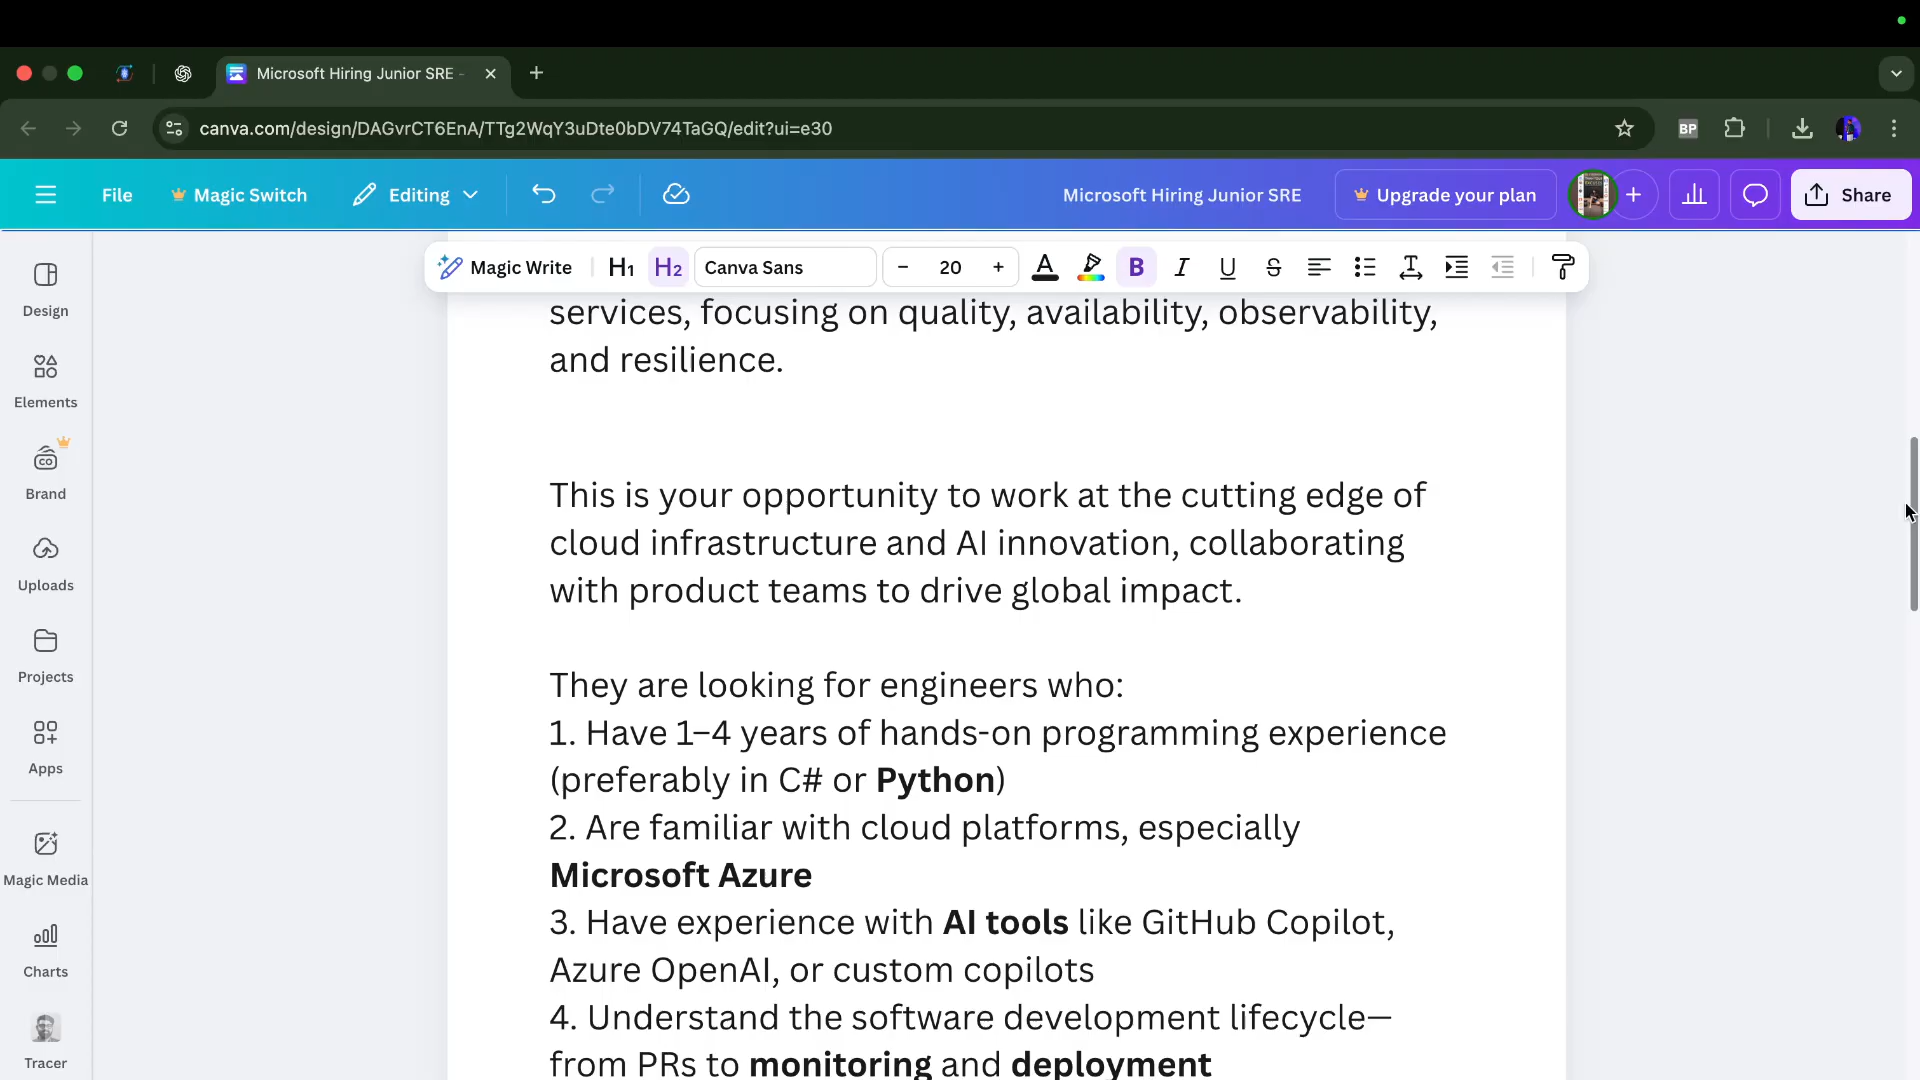 Microsoft Hiring Junior SRE -
canva.com/design/DAGvrCT6EnA/TTg2WqY3uDte0bDV74TaGQ/edit?ui=e30
BP
File
Magic Switch
Editing
Microsoft Hiring Junior SRE
Upgrade your plan
Share
Magic Write
H1
H2
Canva Sans
– 20 +
A
B
I
U
S
T
Design
Elements
CO
Brand
Uploads
Projects
Apps
Magic Media
Charts
Tracer
services, focusing on quality, availability, observability,
and resilience.
This is your opportunity to work at the cutting edge of
cloud infrastructure and AI innovation, collaborating
with product teams to drive global impact.
They are looking for engineers who:
1. Have 1–4 years of hands-on programming experience
(preferably in C# or Python)
2. Are familiar with cloud platforms, especially
Microsoft Azure
3. Have experience with AI tools like GitHub Copilot,
Azure OpenAI, or custom copilots
4. Understand the software development lifecycle—
from PRs to monitoring and deployment